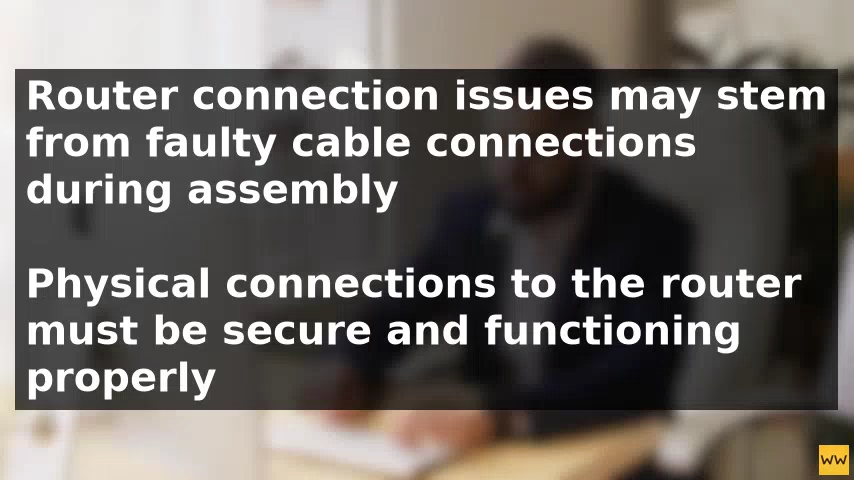 Router connection issues may stem
from faulty cable connections
during assembly
Physical connections to the router
must be secure and functioning
properly
WW